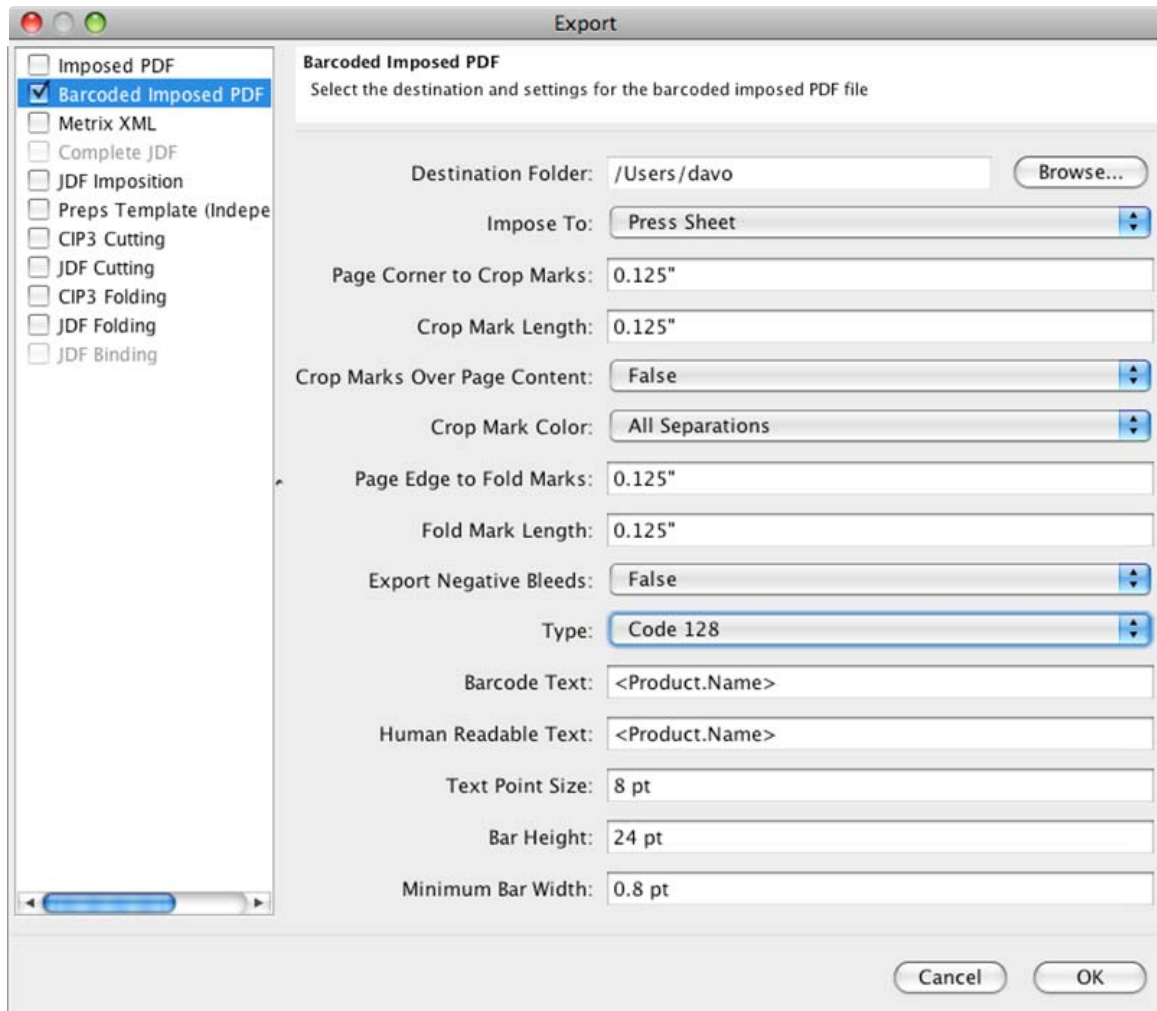 Export
Imposed PDF
Barcoded Imposed PDF
Metrix XML
Complete JDF
JDF Imposition
Preps Template (Indepe
CIP3 Cutting
JDF Cutting
CIP3 Folding
JDF Folding
JDF Binding
Barcoded Imposed PDF
Select the destination and settings for the barcoded imposed PDF file
Destination Folder: /Users/davo Browse...
Impose To: Press Sheet
Page Corner to Crop Marks: 0.125"
Crop Mark Length: 0.125"
Crop Marks Over Page Content: False
Crop Mark Color: All Separations
Page Edge to Fold Marks: 0.125"
Fold Mark Length: 0.125"
Export Negative Bleeds: False
Type: Code 128
Barcode Text: <Product.Name>
Human Readable Text: <Product.Name>
Text Point Size: 8 pt
Bar Height: 24 pt
Minimum Bar Width: 0.8 pt
Cancel OK